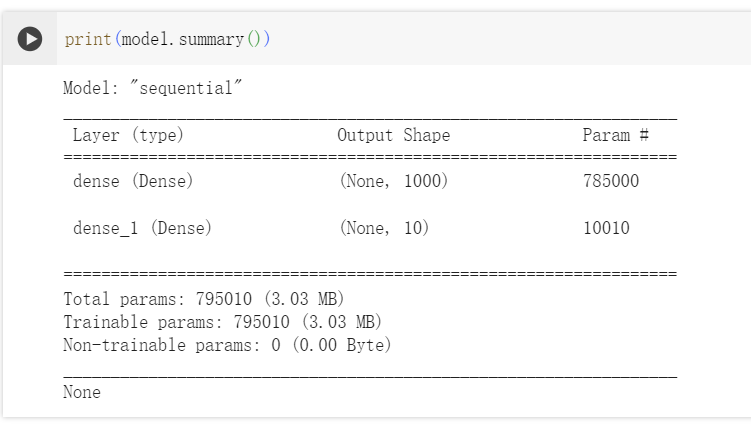 print(model.summary())
Model: "sequential"
_________________________________________________________________
Layer (type) Output Shape Param #
=================================================================
dense (Dense) (None, 1000) 785000
dense_1 (Dense) (None, 10) 10010
=================================================================
Total params: 795010 (3.03 MB)
Trainable params: 795010 (3.03 MB)
Non-trainable params: 0 (0.00 Byte)
_________________________________________________________________
None